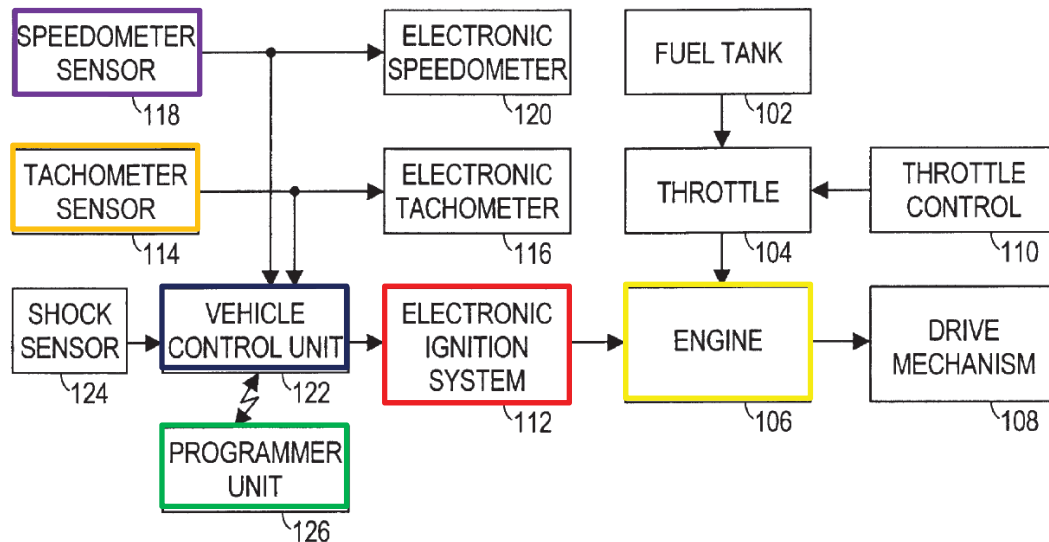 SPEEDOMETER
SENSOR
118
ELECTRONIC
SPEEDOMETER
120
FUEL TANK
102
TACHOMETER
SENSOR
114
ELECTRONIC
TACHOMETER
116
THROTTLE
104
THROTTLE
CONTROL
110
SHOCK
SENSOR
124
VEHICLE
CONTROL UNIT
122
ELECTRONIC
IGNITION
SYSTEM
112
ENGINE
106
DRIVE
MECHANISM
108
PROGRAMMER
UNIT
126